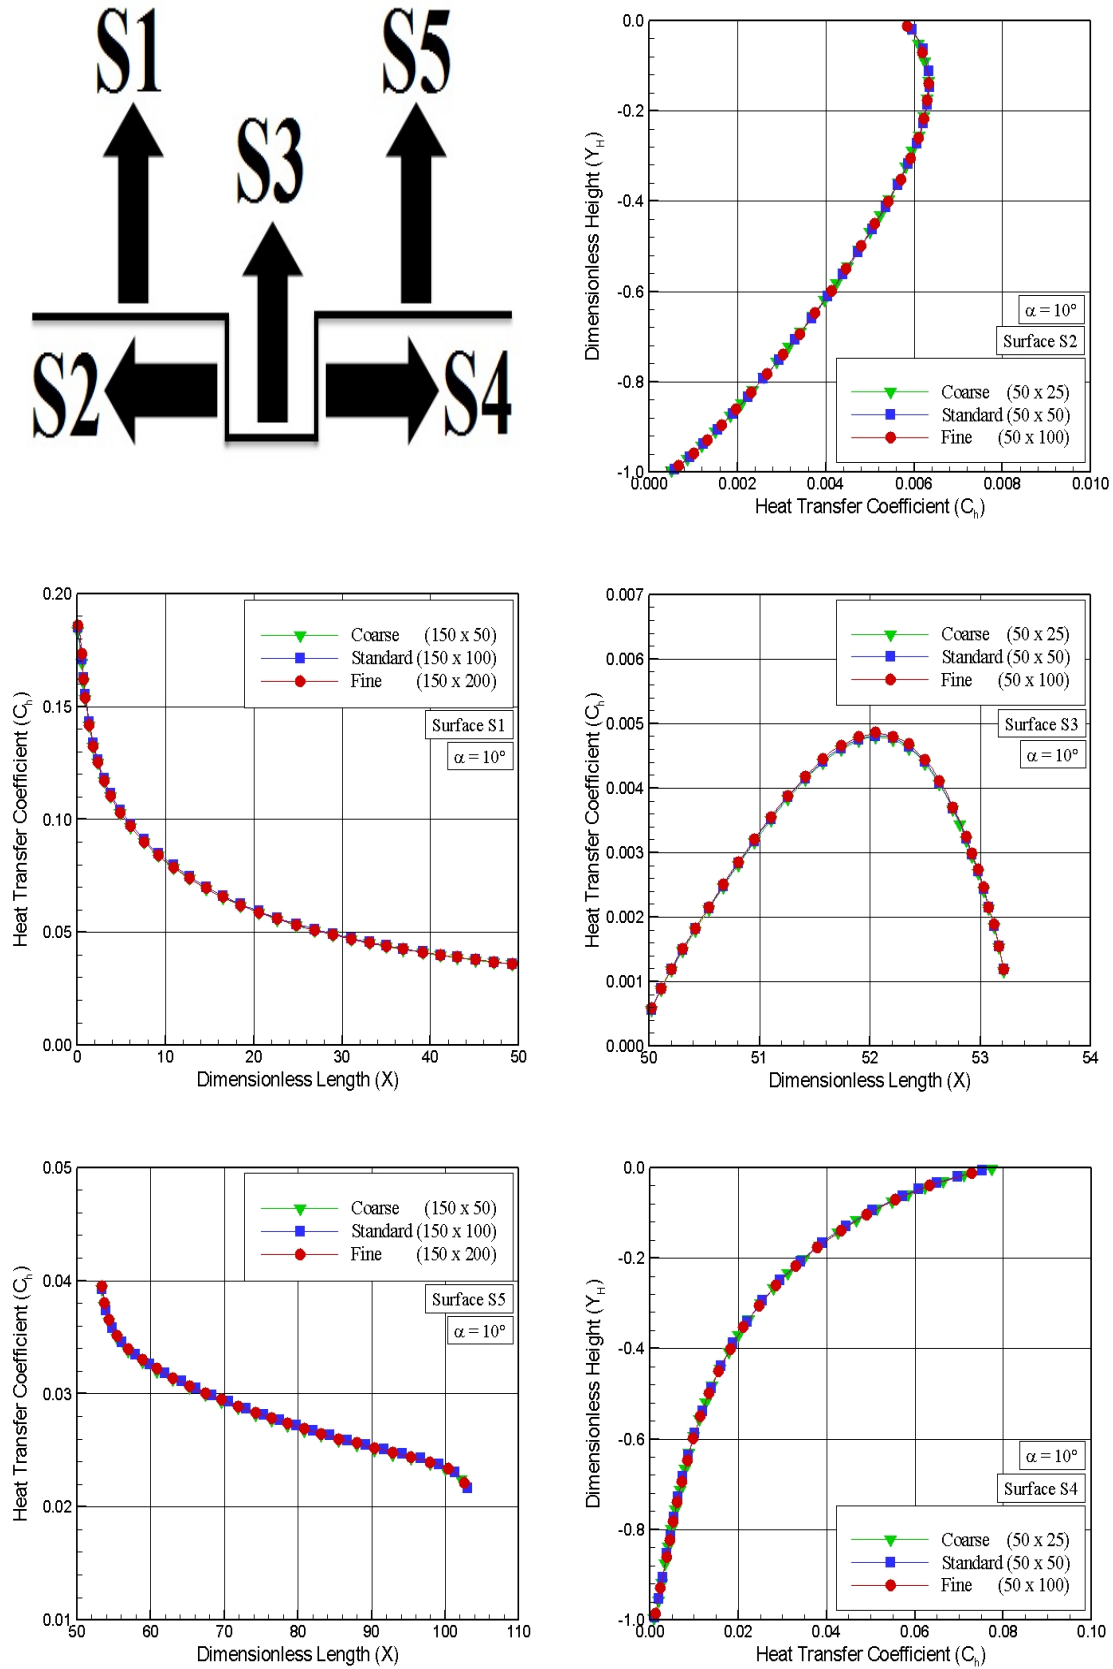 S1
S5
S3
S2
S4
0.0
-0.2
-0.4
-0.6
-0.8
-1.0
Dimensionless Height (Y_H)
α = 10°
Surface S2
Coarse (50 x 25)
Standard (50 x 50)
Fine (50 x 100)
0.000 0.002 0.004 0.006 0.008 0.010
Heat Transfer Coefficient (C_h)
0.20
0.15
0.10
0.05
0.00
Heat Transfer Coefficient (C_h)
Coarse (150 x 50)
Standard (150 x 100)
Fine (150 x 200)
Surface S1
α = 10°
0 10 20 30 40 50
Dimensionless Length (X)
0.007
0.006
0.005
0.004
0.003
0.002
0.001
0.000
Heat Transfer Coefficient (C_h)
Coarse (50 x 25)
Standard (50 x 50)
Fine (50 x 100)
Surface S3
α = 10°
50 51 52 53 54
Dimensionless Length (X)
0.05
0.04
0.03
0.02
0.01
Heat Transfer Coefficient (C_h)
Coarse (150 x 50)
Standard (150 x 100)
Fine (150 x 200)
Surface S5
α = 10°
50 60 70 80 90 100 110
Dimensionless Length (X)
0.0
-0.2
-0.4
-0.6
-0.8
-1.0
Dimensionless Height (Y_H)
α = 10°
Surface S4
Coarse (50 x 25)
Standard (50 x 50)
Fine (50 x 100)
0.00 0.02 0.04 0.06 0.08 0.10
Heat Transfer Coefficient (C_h)